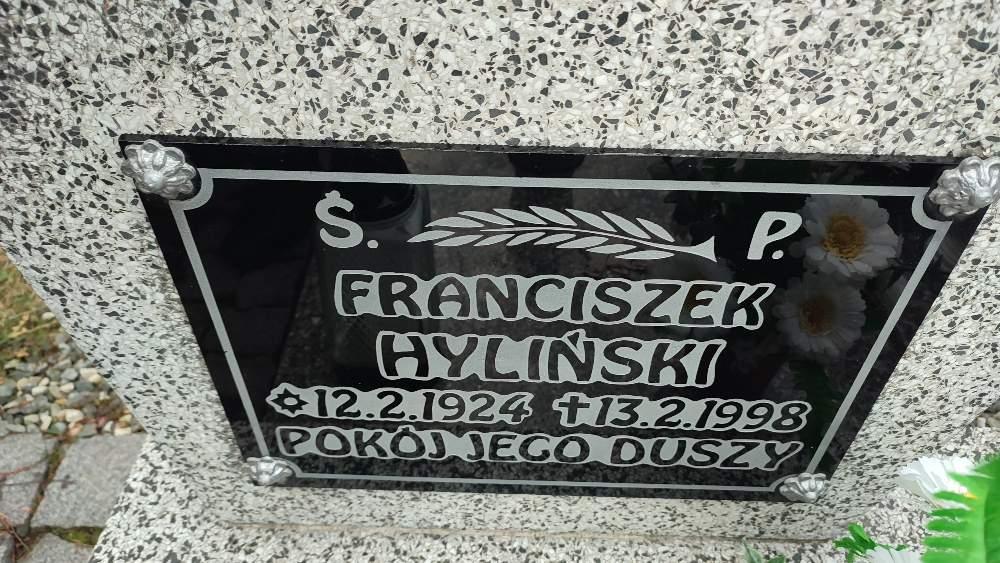 Ś. P.
FRANCISZEK
HYLIŃSKI
✡12.2.1924 ✝13.2.1998
POKÓJ JEGO DUSZY